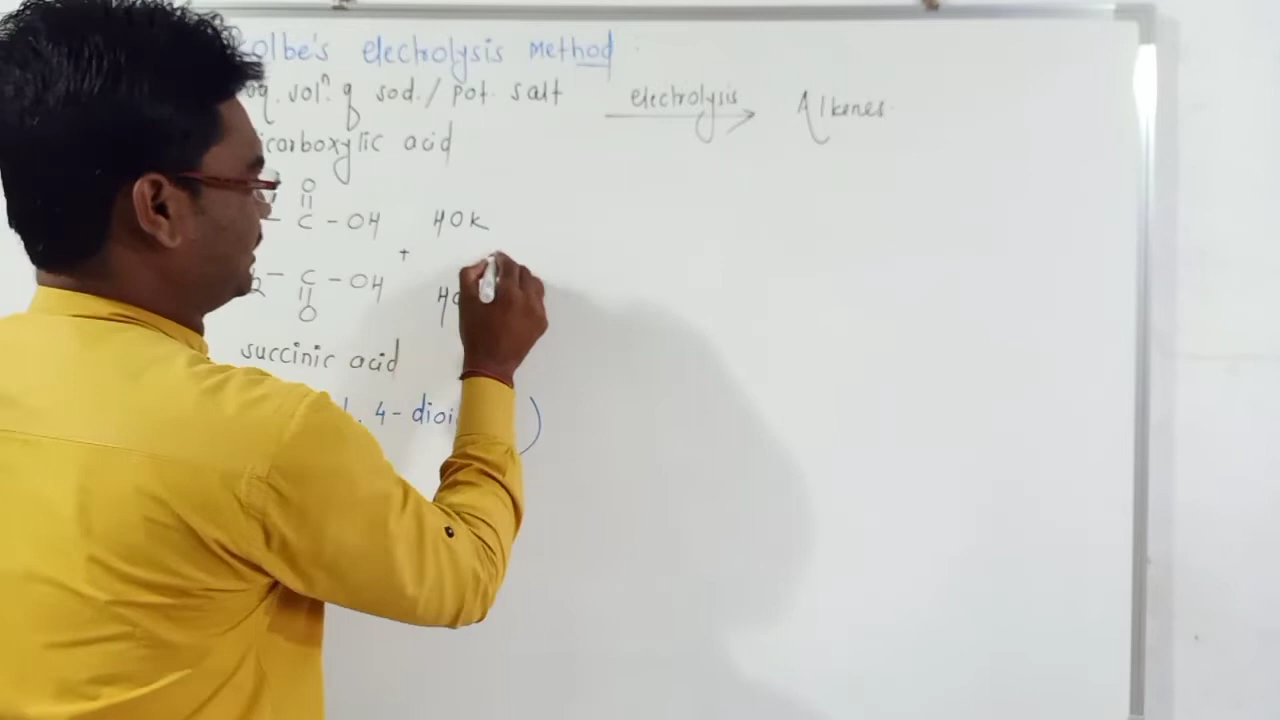 olbe's electrolysis Method
aq. solⁿ. of sod. / pot. salt electrolysis Alkenes.
icarboxylic acid
O
C - OH HOK
+
- C - OH
O
succinic acid
4 - dioi )